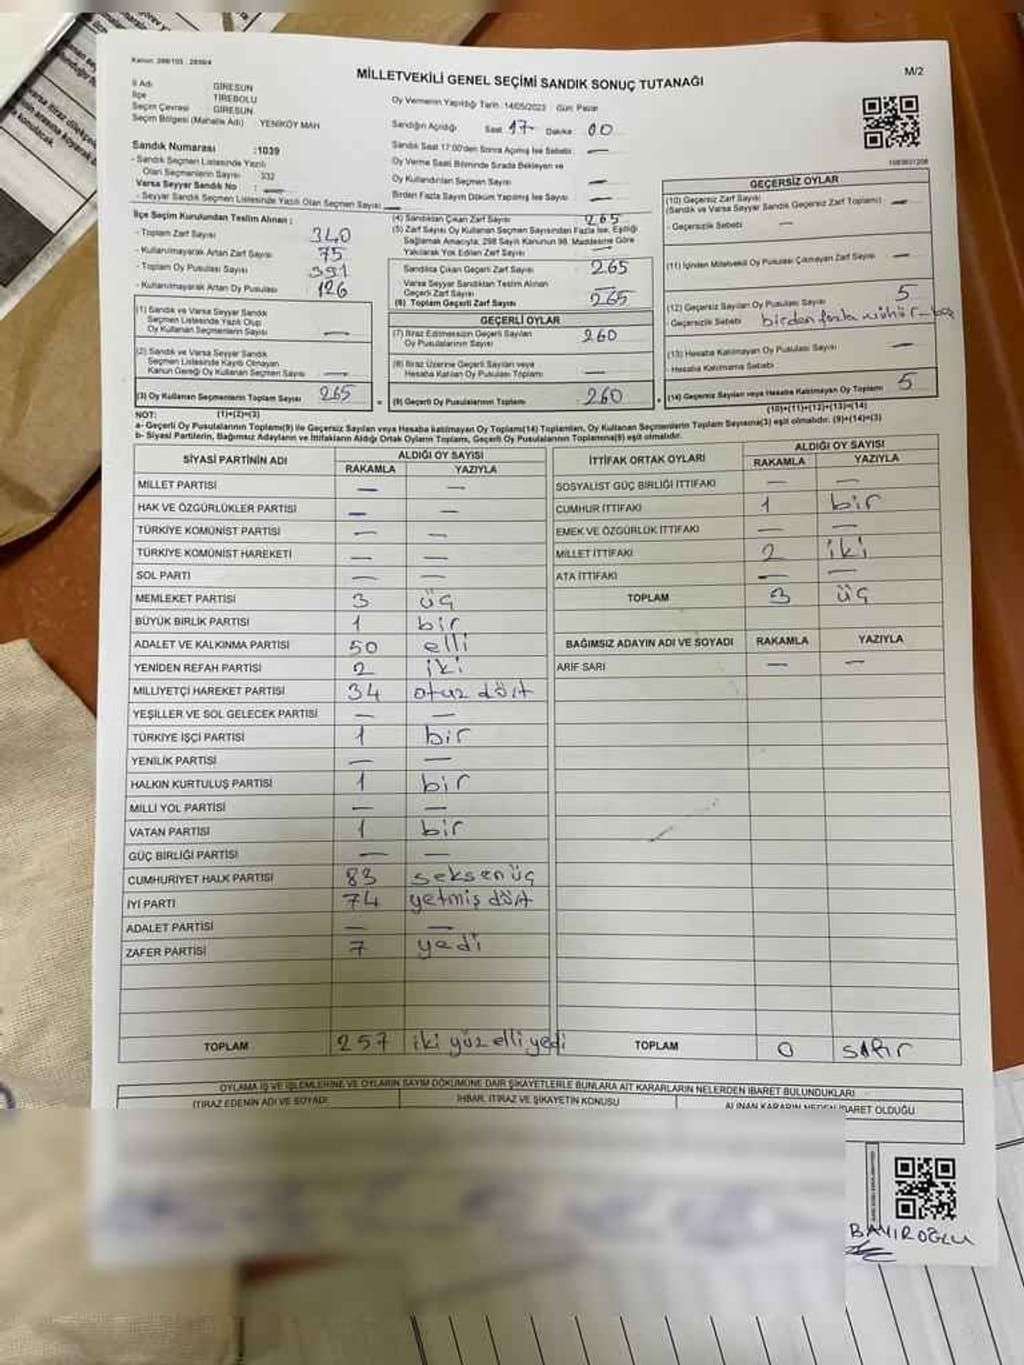 Kanun: 298/105 , 2839/4
MİLLETVEKİLİ GENEL SEÇİMİ SANDIK SONUÇ TUTANAĞI
M/2
İl Adı GİRESUN
İlçe TİREBOLU
Seçim Çevresi GİRESUN
Seçim Bölgesi (Mahalle Adı) YENİKÖY MAH
Oy Vermenin Yapıldığı Tarih: 14/05/2023 Gün: Pazar
Sandığın Açıldığı Saat 17- Dakika 00
Sandık Saat 17:00'den Sonra Açılmış İse Sebebi: —
Oy Verme Saati Bitiminde Sırada Bekleyen ve
Oy Kullandırılan Seçmen Sayısı —
Birden Fazla Sayım Döküm Yapılmış İse Sayısı —
Sandık Numarası :1039
- Sandık Seçmen Listesinde Yazılı
Olan Seçmenlerin Sayısı 332
Varsa Seyyar Sandık No : —
- Seyyar Sandık Seçmen Listesinde Yazılı Olan Seçmen Sayısı —
İlçe Seçim Kurulundan Teslim Alınan :
- Toplam Zarf Sayısı 340
- Kullanılmayarak Artan Zarf Sayısı 75
- Toplam Oy Pusulası Sayısı 391
- Kullanılmayarak Artan Oy Pusulası 126
(1) Sandık ve Varsa Seyyar Sandık
Seçmen Listesinde Yazılı Olup
Oy Kullanan Seçmenlerin Sayısı —
(2) Sandık ve Varsa Seyyar Sandık
Seçmen Listesinde Kayıtlı Olmayan
Kanun Gereği Oy Kullanan Seçmen Sayısı —
(3) Oy Kullanan Seçmenlerin Toplam Sayısı 265
(4) Sandıktan Çıkan Zarf Sayısı 265
(5) Zarf Sayısı Oy Kullanan Seçmen Sayısından Fazla İse, Eşitliği
Sağlamak Amacıyla, 298 Sayılı Kanunun 98. Maddesine Göre
Yakılarak Yok Edilen Zarf Sayısı —
Sandıkta Çıkan Geçerli Zarf Sayısı 265
Varsa Seyyar Sandıktan Teslim Alınan
Geçerli Zarf Sayısı —
(6) Toplam Geçerli Zarf Sayısı 265
GEÇERLİ OYLAR
(7) İtiraz Edilmeksizin Geçerli Sayılan
Oy Pusulalarının Sayısı 260
(8) İtiraz Üzerine Geçerli Sayılan veya
Hesaba Katılan Oy Pusulası Toplamı —
(9) Geçerli Oy Pusulalarının Toplamı 260
GEÇERSİZ OYLAR
(10) Geçersiz Zarf Sayısı
(Sandık ve Varsa Seyyar Sandık Geçersiz Zarf Toplamı) —
- Geçersizlik Sebebi —
(11) İçinden Milletvekili Oy Pusulası Çıkmayan Zarf Sayısı —
(12) Geçersiz Sayılan Oy Pusulası Sayısı 5
- Geçersizlik Sebebi birden fazla mühür
(13) Hesaba Katılmayan Oy Pusulası Sayısı —
- Hesaba Katılmama Sebebi
(14) Geçersiz Sayılan veya Hesaba Katılmayan Oy Toplamı 5
NOT: (1)+(2)=(3) (10)+(11)+(12)+(13)=(14)
a- Geçerli Oy Pusulalarının Toplamı(9) ile Geçersiz Sayılan veya Hesaba katılmayan Oy Toplamı(14) Toplamları, Oy Kullanan Seçmenlerin Toplam Sayısına(3) eşit olmalıdır. (9)+(14)=(3)
b- Siyasi Partilerin, Bağımsız Adayların ve İttifakların Aldığı Ortak Oyların Toplamı, Geçerli Oy Pusulalarının Toplamına(9) eşit olmalıdır.
SİYASİ PARTİNİN ADI ALDIĞI OY SAYISI
RAKAMLA YAZIYLA
MİLLET PARTİSİ — —
HAK VE ÖZGÜRLÜKLER PARTİSİ — —
TÜRKİYE KOMÜNİST PARTİSİ — —
TÜRKİYE KOMÜNİST HAREKETİ — —
SOL PARTİ — —
MEMLEKET PARTİSİ 3 üç
BÜYÜK BİRLİK PARTİSİ 1 bir
ADALET VE KALKINMA PARTİSİ 50 elli
YENİDEN REFAH PARTİSİ 2 iki
MİLLİYETÇİ HAREKET PARTİSİ 34 otuz dört
YEŞİLLER VE SOL GELECEK PARTİSİ — —
TÜRKİYE İŞÇİ PARTİSİ 1 bir
YENİLİK PARTİSİ — —
HALKIN KURTULUŞ PARTİSİ 1 bir
MİLLİ YOL PARTİSİ — —
VATAN PARTİSİ 1 bir
GÜÇ BİRLİĞİ PARTİSİ — —
CUMHURİYET HALK PARTİSİ 83 seksen üç
İYİ PARTİ 74 yetmiş dört
ADALET PARTİSİ — —
ZAFER PARTİSİ 7 yedi
TOPLAM 257 iki yüz elli yedi
İTTİFAK ORTAK OYLARI ALDIĞI OY SAYISI
RAKAMLA YAZIYLA
SOSYALİST GÜÇ BİRLİĞİ İTTİFAKI — —
CUMHUR İTTİFAKI 1 bir
EMEK VE ÖZGÜRLÜK İTTİFAKI — —
MİLLET İTTİFAKI 2 iki
ATA İTTİFAKI — —
TOPLAM 3 üç
BAĞIMSIZ ADAYIN ADI VE SOYADI RAKAMLA YAZIYLA
ARİF SARI — —
TOPLAM 0 sıfır
OYLAMA İŞ VE İŞLEMLERİNE VE OYLARIN SAYIM DÖKÜMÜNE DAİR ŞİKAYETLERLE BUNLARA AİT KARARLARIN NELERDEN İBARET BULUNDUKLARI
İTİRAZ EDENİN ADI VE SOYADI İHBAR, İTİRAZ VE ŞİKAYETİN KONUSU ALINAN KARARIN NEDEN İBARET OLDUĞU
BAYIROĞLU